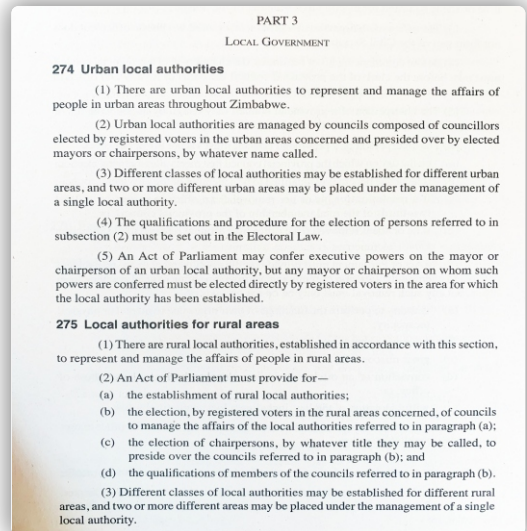 PART 3
LOCAL GOVERNMENT
274 Urban local authorities
(1) There are urban local authorities to represent and manage the affairs of
people in urban areas throughout Zimbabwe.
(2) Urban local authorities are managed by councils composed of councillors
elected by registered voters in the urban areas concerned and presided over by elected
mayors or chairpersons, by whatever name called.
(3) Different classes of local authorities may be established for different urban
areas, and two or more different urban areas may be placed under the management of
a single local authority.
(4) The qualifications and procedure for the election of persons referred to in
subsection (2) must be set out in the Electoral Law.
(5) An Act of Parliament may confer executive powers on the mayor or
chairperson of an urban local authority, but any mayor or chairperson on whom such
powers are conferred must be elected directly by registered voters in the area for which
the local authority has been established.
275 Local authorities for rural areas
(1) There are rural local authorities, established in accordance with this section,
to represent and manage the affairs of people in rural areas.
(2) An Act of Parliament must provide for—
(a) the establishment of rural local authorities;
(b) the election, by registered voters in the rural areas concerned, of councils
to manage the affairs of the local authorities referred to in paragraph (a);
(c) the election of chairpersons, by whatever title they may be called, to
preside over the councils referred to in paragraph (b); and
(d) the qualifications of members of the councils referred to in paragraph (b).
(3) Different classes of local authorities may be established for different rural
areas, and two or more different areas may be placed under the management of a single
local authority.